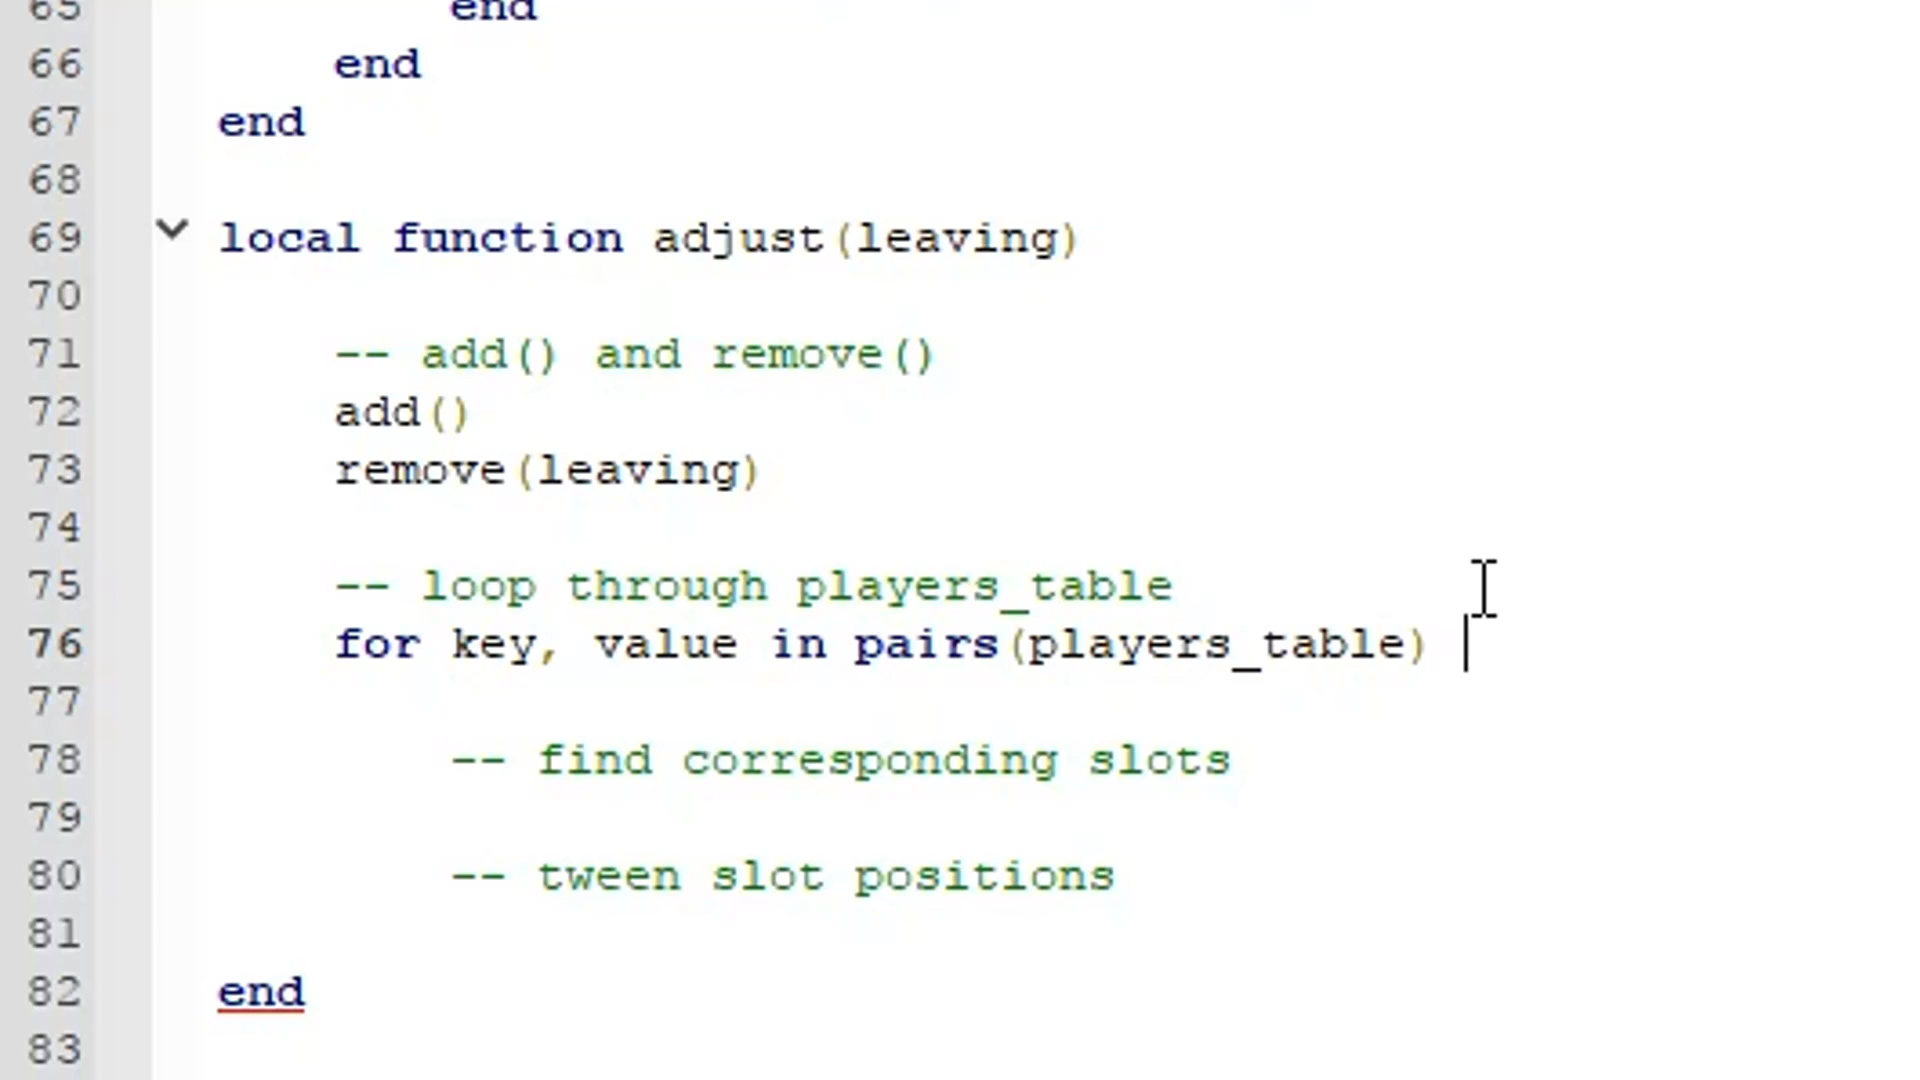 65 end
66 end
67 end
68
69 local function adjust(leaving)
70
71 -- add() and remove()
72 add()
73 remove(leaving)
74
75 -- loop through players_table
76 for key, value in pairs(players_table)
77
78 -- find corresponding slots
79
80 -- tween slot positions
81
82 end
83